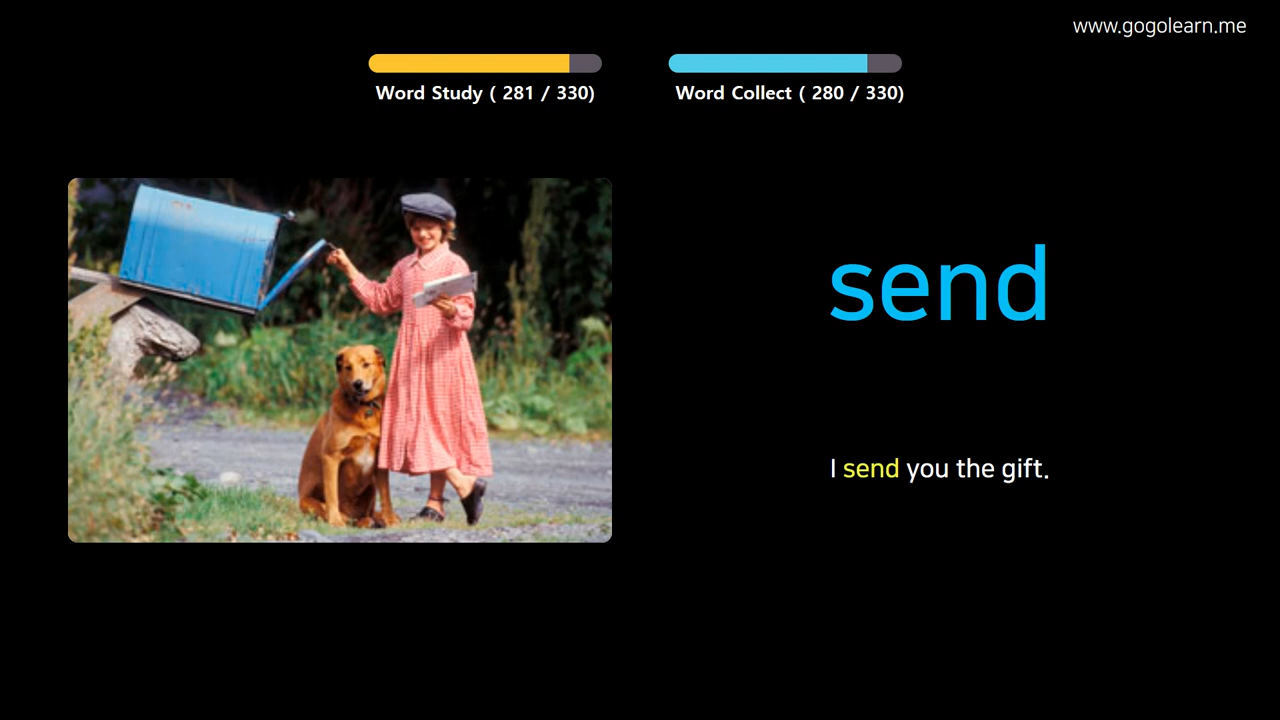 www.gogolearn.me
Word Study ( 281 / 330)
Word Collect ( 280 / 330)
send
I send you the gift.